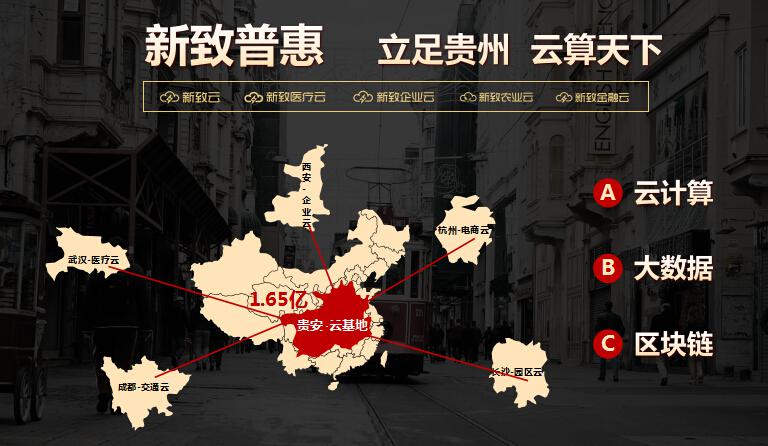 新致普惠 立足贵州 云算天下
新致云 新致医疗云 新致企业云 新致农业云 新致金融云
西安-企业云
杭州-电商云
武汉-医疗云
1.65亿
贵安·云基地
成都-交通云
长沙-园区云
A 云计算
B 大数据
C 区块链
ENGLISH